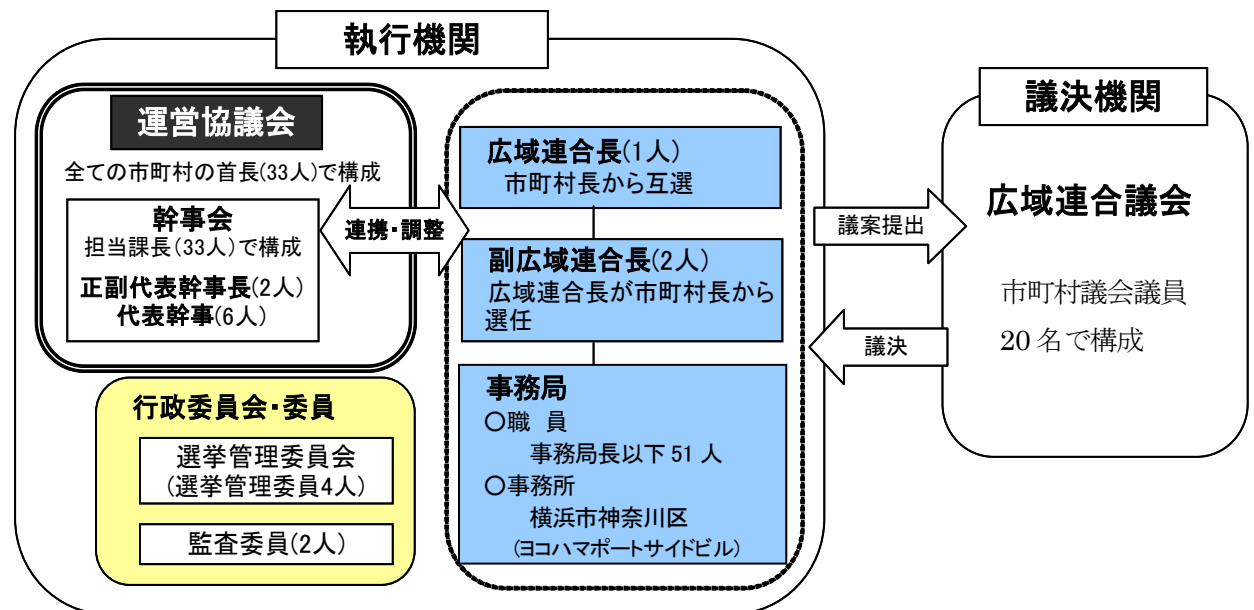 執行機関
運営協議会
全ての市町村の首長(33人)で構成
幹事会
担当課長(33人)で構成
正副代表幹事長(2人)
代表幹事(6人)
連携・調整
広域連合長(1人)
市町村長から互選
副広域連合長(2人)
広域連合長が市町村長から
選任
事務局
○職 員
事務局長以下 51 人
○事務所
横浜市神奈川区
(ヨコハマポートサイドビル)
行政委員会・委員
選挙管理委員会
(選挙管理委員4人)
監査委員(2人)
議案提出
議決
議決機関
広域連合議会
市町村議会議員
20 名で構成